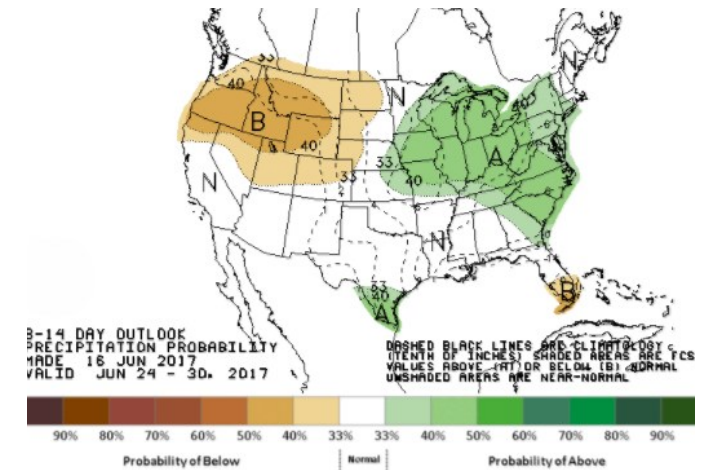 33
N
40
B
40
N
40
A
33
33
40
N
N
33
40
A
B
8-14 DAY OUTLOOK
PRECIPITATION PROBABILITY
MADE 16 JUN 2017
VALID JUN 24 - 30, 2017
DASHED BLACK LINES ARE CLIMATOLOGY
(TENTH OF INCHES) SHADED AREAS ARE FCST
VALUES ABOVE (A) OR BELOW (B) NORMAL
UNSHADED AREAS ARE NEAR-NORMAL
90% 80% 70% 60% 50% 40% 33% 33% 40% 50% 60% 70% 80% 90%
Probability of Below Normal Probability of Above